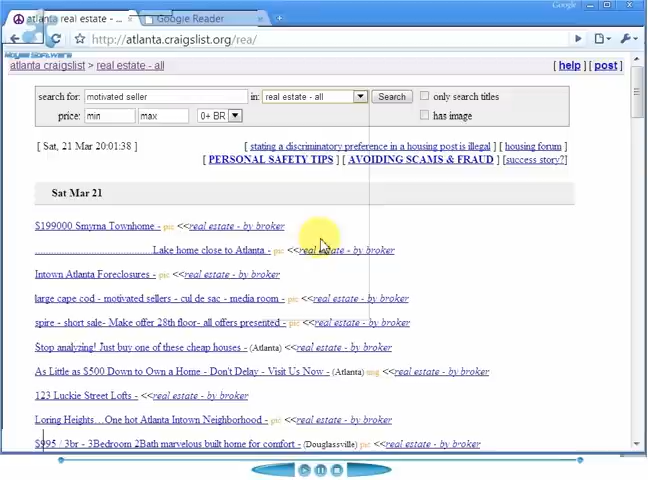 Google
atlanta real estate - ...
Google Reader
http://atlanta.craigslist.org/rea/
atlanta craigslist > real estate - all
[ help ] [ post ]
search for: motivated seller in: real estate - all Search only search titles
price: min max 0+ BR has image
[ Sat, 21 Mar 20:01:38 ]
[ stating a discriminatory preference in a housing post is illegal ] [ housing forum ]
[ PERSONAL SAFETY TIPS ] [ AVOIDING SCAMS & FRAUD ] [success story?]
Sat Mar 21
$199000 Smyrna Townhome - pic <<real estate - by broker
......................................................Lake home close to Atlanta - pic <<real estate - by broker
Intown Atlanta Foreclosures - pic <<real estate - by broker
large cape cod - motivated sellers - cul de sac - media room - pic <<real estate - by broker
spire - short sale- Make offer 28th floor- all offers presented - pic <<real estate - by broker
Stop analyzing! Just buy one of these cheap houses - (Atlanta) <<real estate - by broker
As Little as $500 Down to Own a Home - Don't Delay - Visit Us Now - (Atlanta) img <<real estate - by broker
123 Luckie Street Lofts - <<real estate - by broker
Loring Heights…One hot Atlanta Intown Neighborhood - pic <<real estate - by broker
$995 / 3br - 3Bedroom 2Bath marvelous built home for comfort - (Douglassville) pic <<real estate - by broker